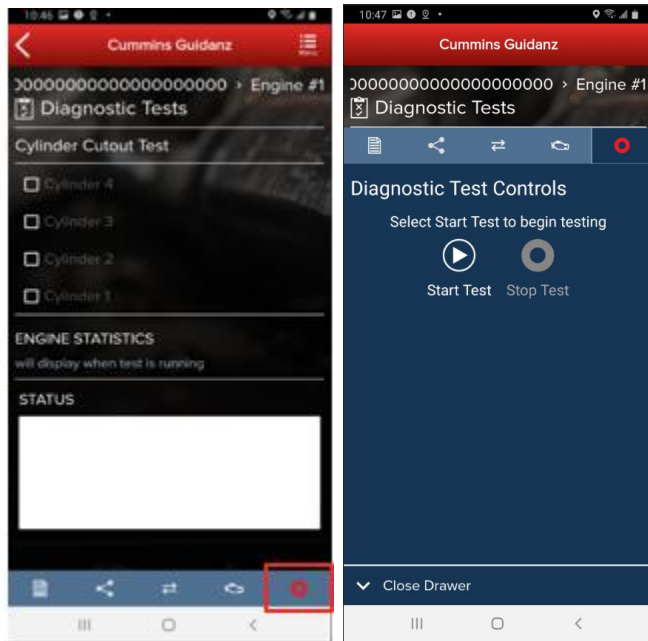 10:46
Cummins Guidanz
Menu
00000000000000000000 > Engine #1
Diagnostic Tests
Cylinder Cutout Test
Cylinder 4
Cylinder 3
Cylinder 2
Cylinder 1
ENGINE STATISTICS
will display when test is running
STATUS
10:47
Cummins Guidanz
00000000000000000000 > Engine #1
Diagnostic Tests
Diagnostic Test Controls
Select Start Test to begin testing
Start Test Stop Test
Close Drawer